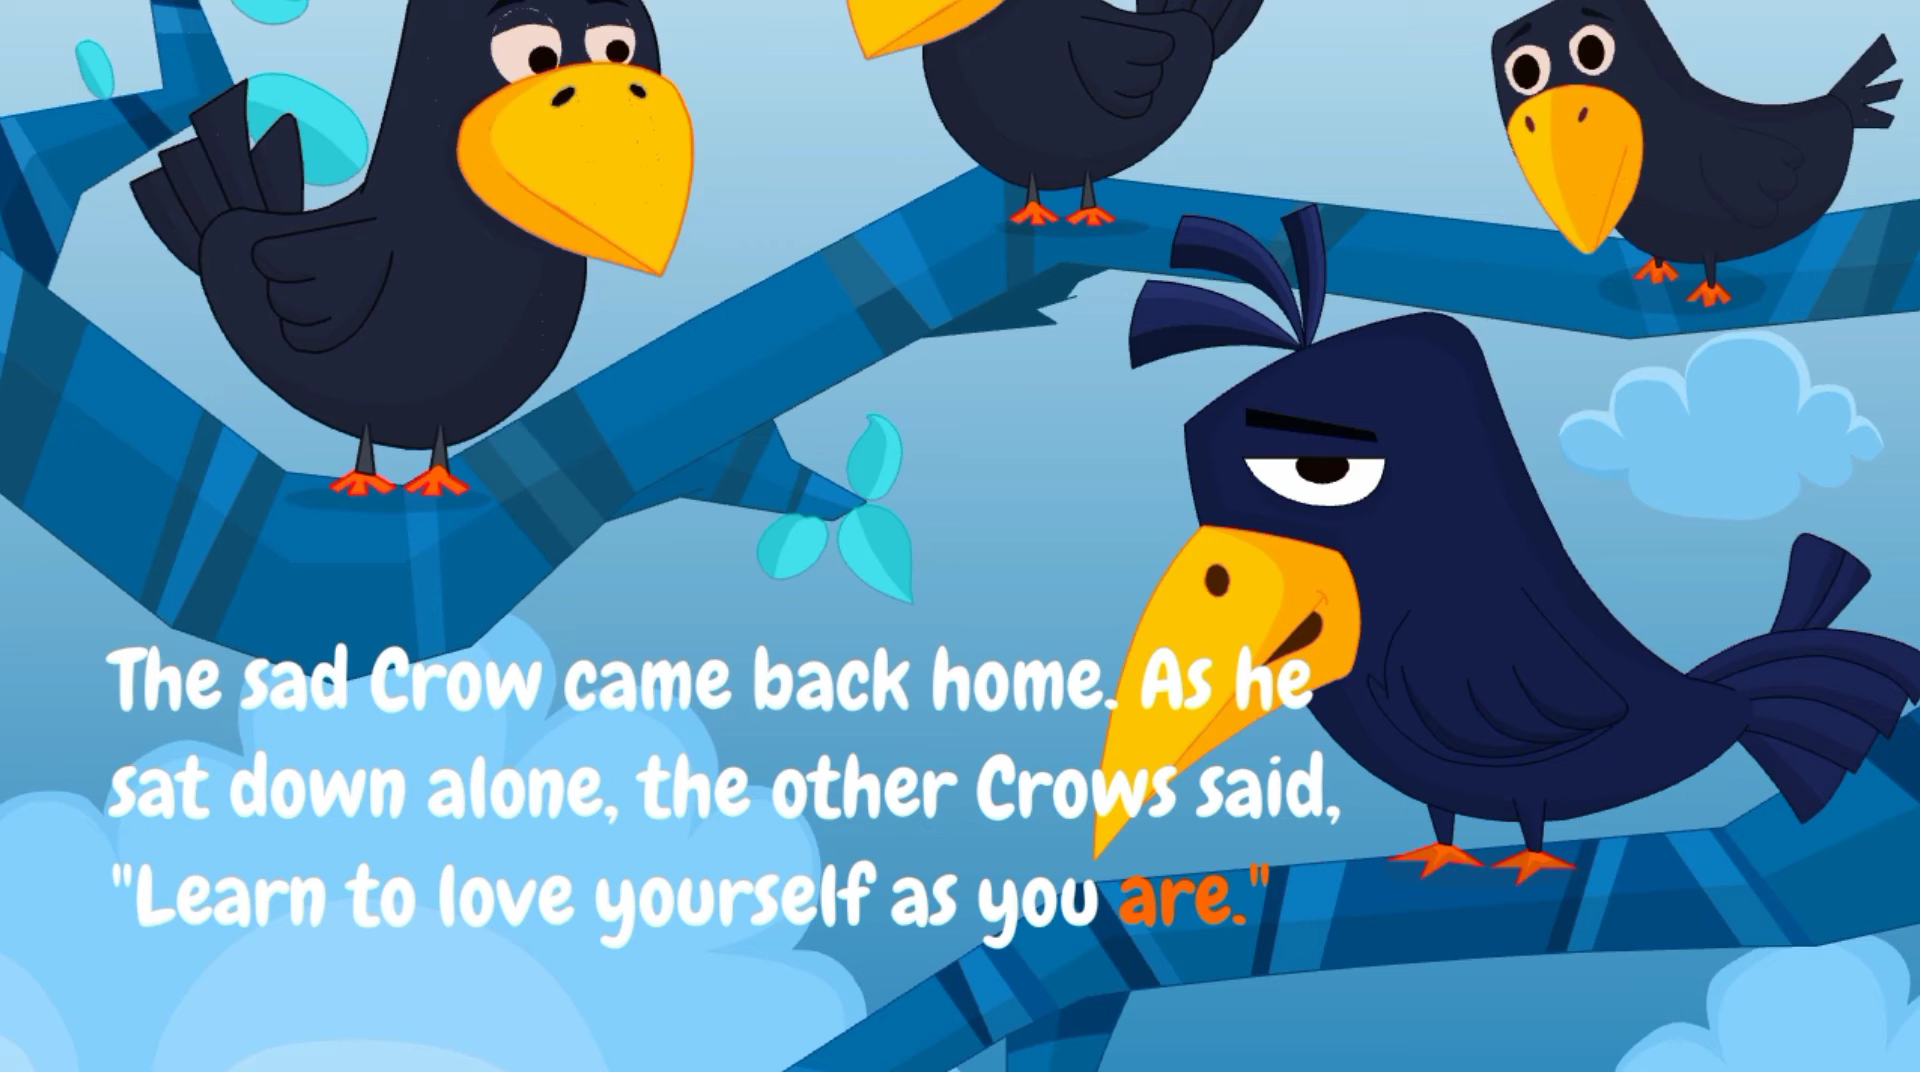 The sad Crow came back home. As he
sat down alone, the other Crows said,
"Learn to love yourself as you are."